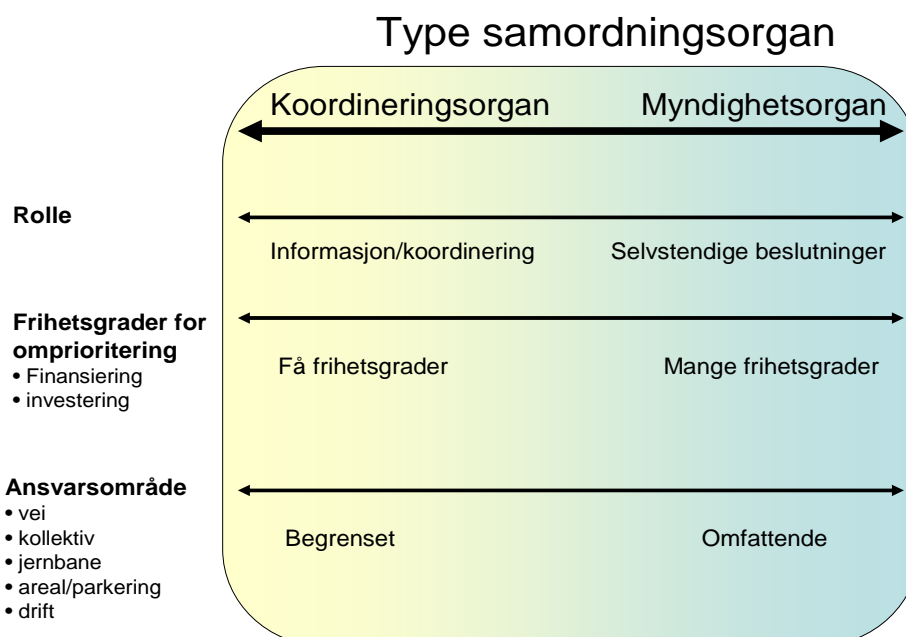 Type samordningsorgan
Koordineringsorgan Myndighetsorgan
Rolle
Informasjon/koordinering Selvstendige beslutninger
Frihetsgrader for
omprioritering
• Finansiering
• investering
Få frihetsgrader Mange frihetsgrader
Ansvarsområde
• vei
• kollektiv
• jernbane
• areal/parkering
• drift
Begrenset Omfattende